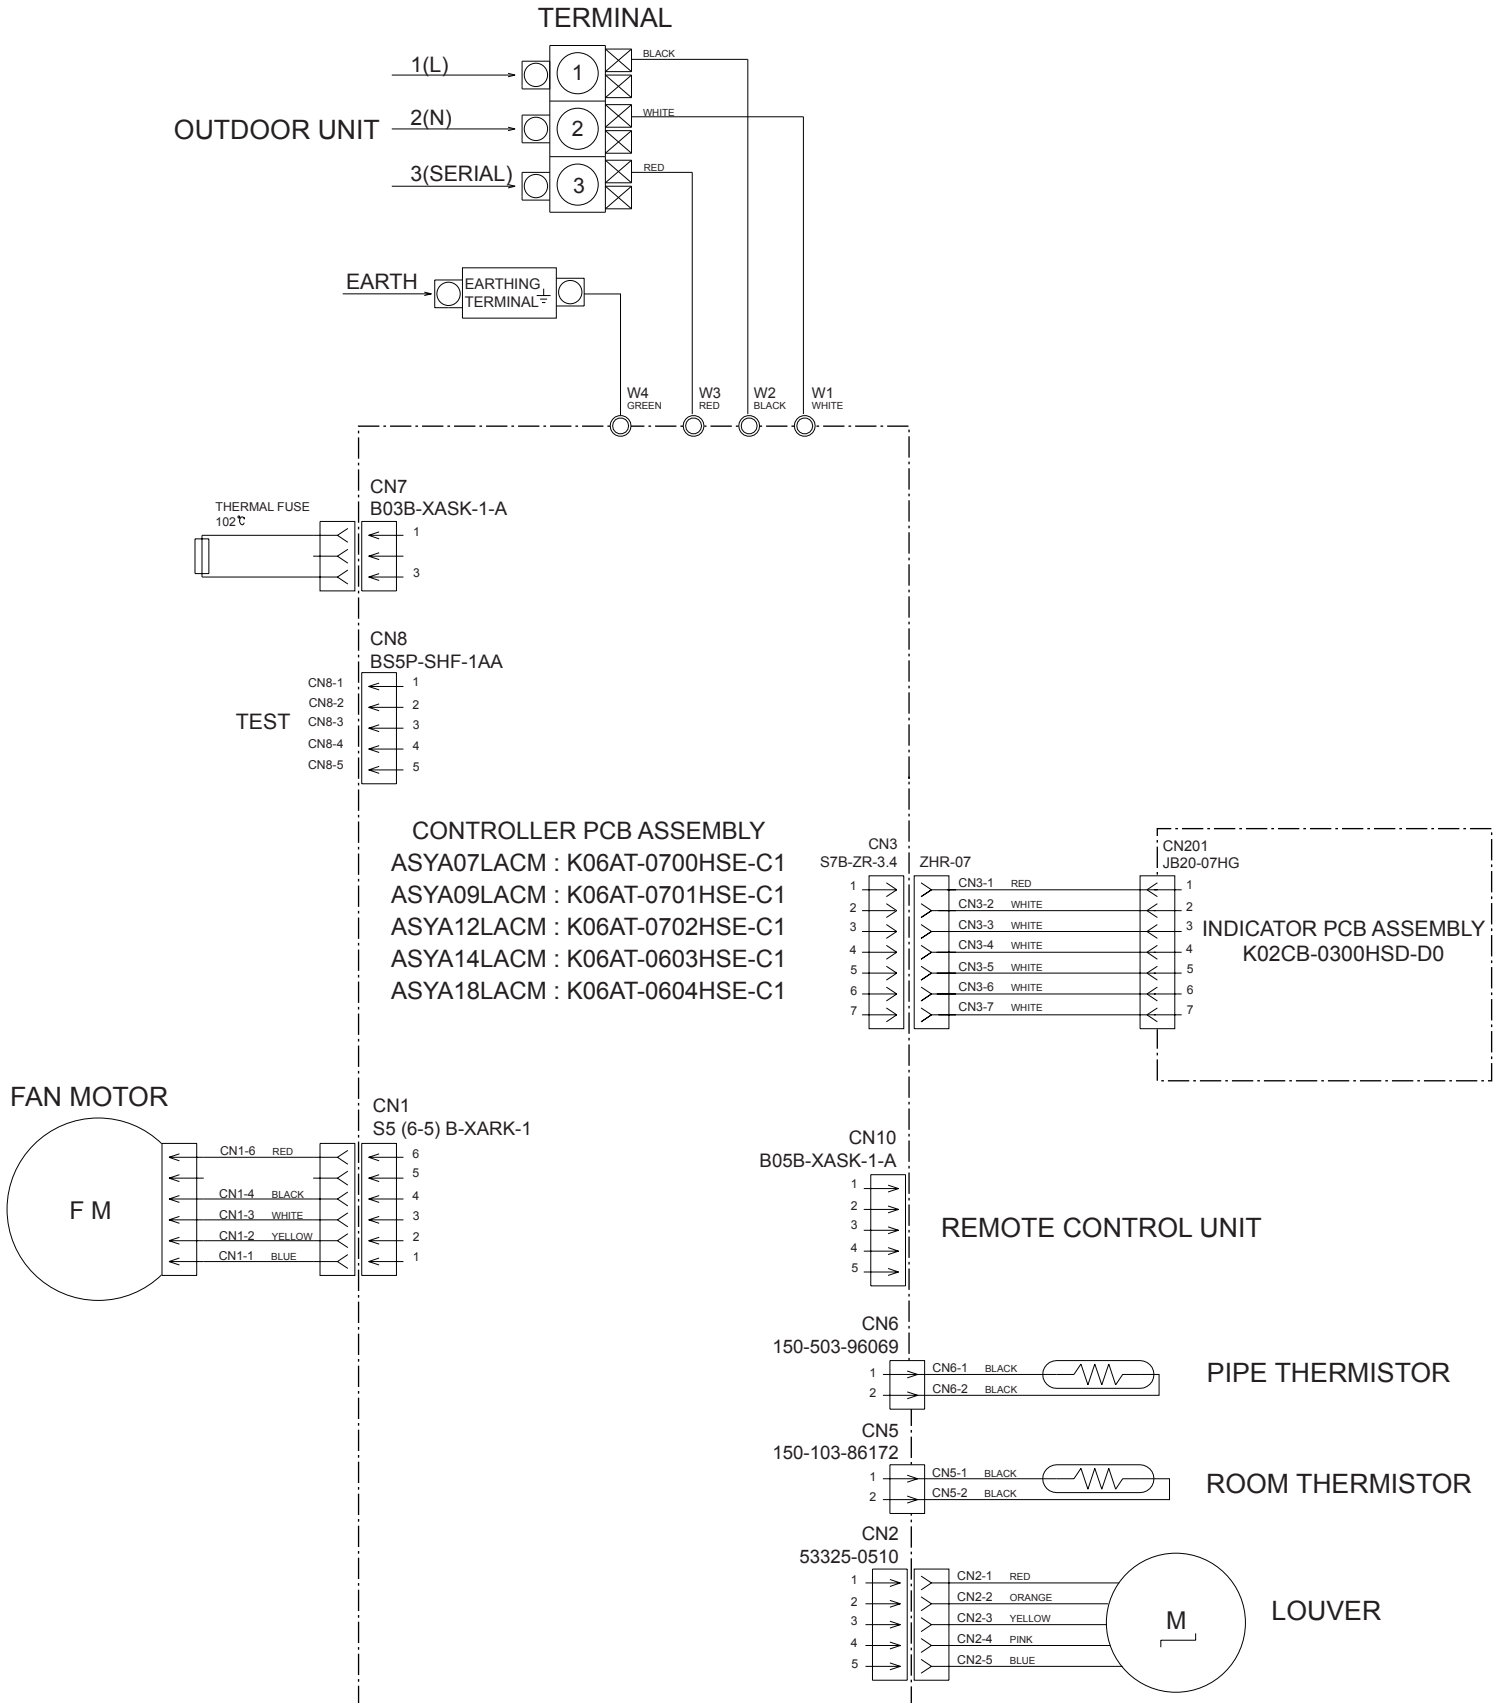 TERMINAL
1(L)
1
BLACK
OUTDOOR UNIT
2(N)
2
WHITE
3(SERIAL)
3
RED
EARTH
EARTHING
TERMINAL
W4
GREEN
W3
RED
W2
BLACK
W1
WHITE
THERMAL FUSE
102℃
CN7
B03B-XASK-1-A
1
3
CN8
BS5P-SHF-1AA
TEST
CN8-1
1
CN8-2
2
CN8-3
3
CN8-4
4
CN8-5
5
CONTROLLER PCB ASSEMBLY
ASYA07LACM : K06AT-0700HSE-C1
ASYA09LACM : K06AT-0701HSE-C1
ASYA12LACM : K06AT-0702HSE-C1
ASYA14LACM : K06AT-0603HSE-C1
ASYA18LACM : K06AT-0604HSE-C1
CN3
S7B-ZR-3.4
ZHR-07
CN201
JB20-07HG
1 CN3-1 RED 1
2 CN3-2 WHITE 2
3 CN3-3 WHITE 3
4 CN3-4 WHITE 4
5 CN3-5 WHITE 5
6 CN3-6 WHITE 6
7 CN3-7 WHITE 7
INDICATOR PCB ASSEMBLY
K02CB-0300HSD-D0
FAN MOTOR
F M
CN1
S5 (6-5) B-XARK-1
CN1-6 RED 6
5
CN1-4 BLACK 4
CN1-3 WHITE 3
CN1-2 YELLOW 2
CN1-1 BLUE 1
CN10
B05B-XASK-1-A
1
2
3
4
5
REMOTE CONTROL UNIT
CN6
150-503-96069
1 CN6-1 BLACK
2 CN6-2 BLACK
PIPE THERMISTOR
CN5
150-103-86172
1 CN5-1 BLACK
2 CN5-2 BLACK
ROOM THERMISTOR
CN2
53325-0510
1 CN2-1 RED
2 CN2-2 ORANGE
3 CN2-3 YELLOW
4 CN2-4 PINK
5 CN2-5 BLUE
M
LOUVER